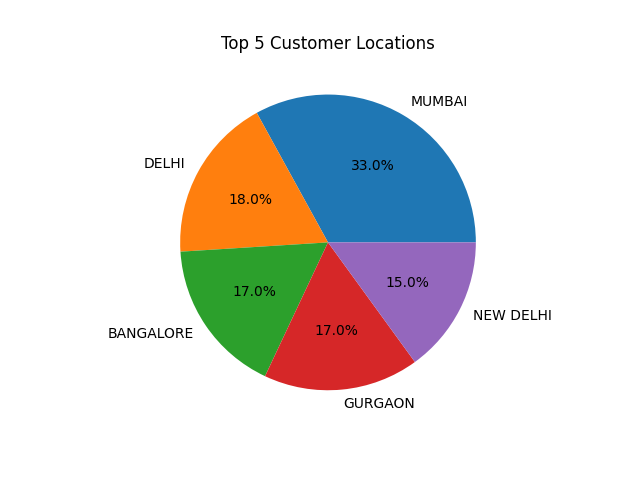 Top 5 Customer Locations
MUMBAI
33.0%
DELHI
18.0%
BANGALORE
17.0%
GURGAON
17.0%
NEW DELHI
15.0%